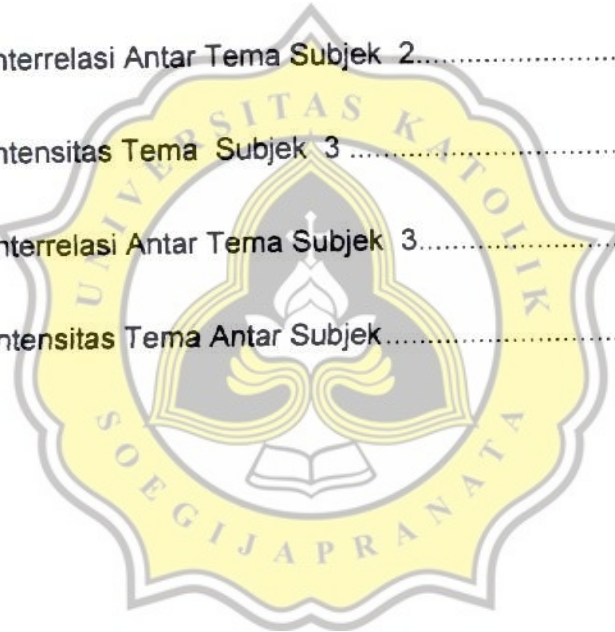 nterrelasi Antar Tema Subjek 2..........................
ntensitas Tema Subjek 3 ..........................
nterrelasi Antar Tema Subjek 3..........................
ntensitas Tema Antar Subjek..........................
UNIVERSITAS KATOLIK
SOEGIJAPRANATA